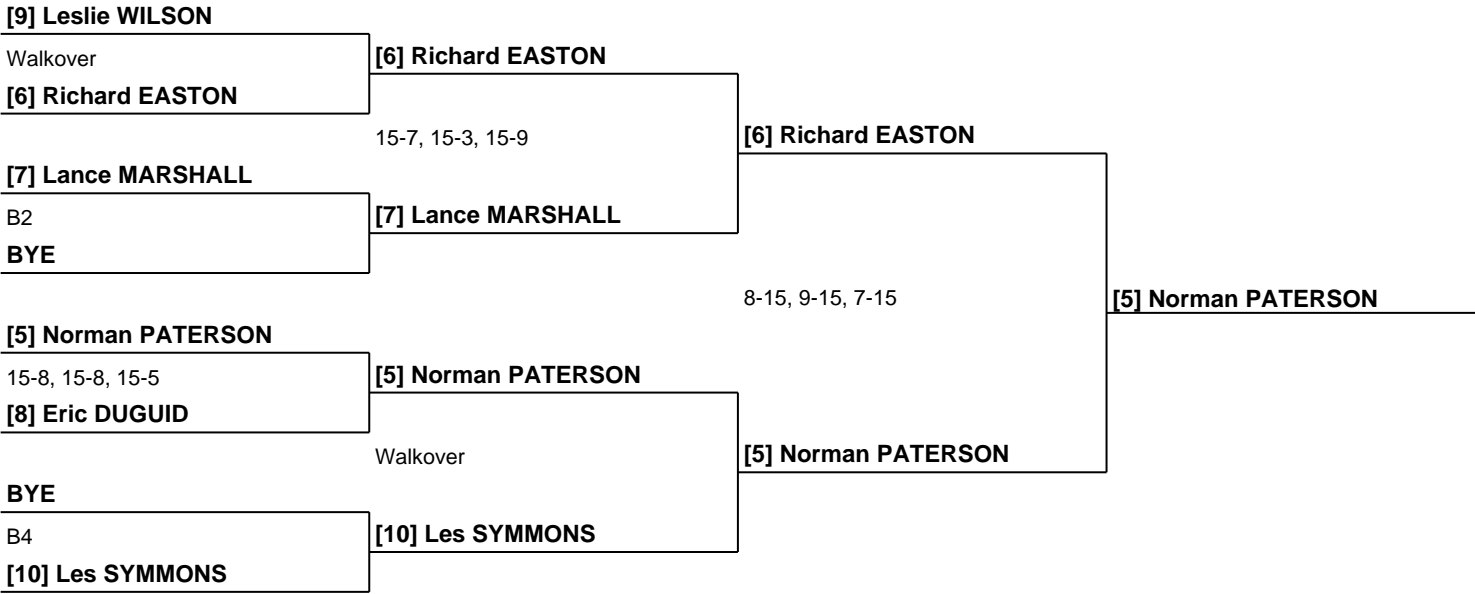 [9] Leslie WILSON
Walkover
[6] Richard EASTON
[6] Richard EASTON
15-7, 15-3, 15-9
[6] Richard EASTON
[7] Lance MARSHALL
B2
[7] Lance MARSHALL
BYE
8-15, 9-15, 7-15
[5] Norman PATERSON
[5] Norman PATERSON
15-8, 15-8, 15-5
[5] Norman PATERSON
[8] Eric DUGUID
Walkover
[5] Norman PATERSON
BYE
B4
[10] Les SYMMONS
[10] Les SYMMONS